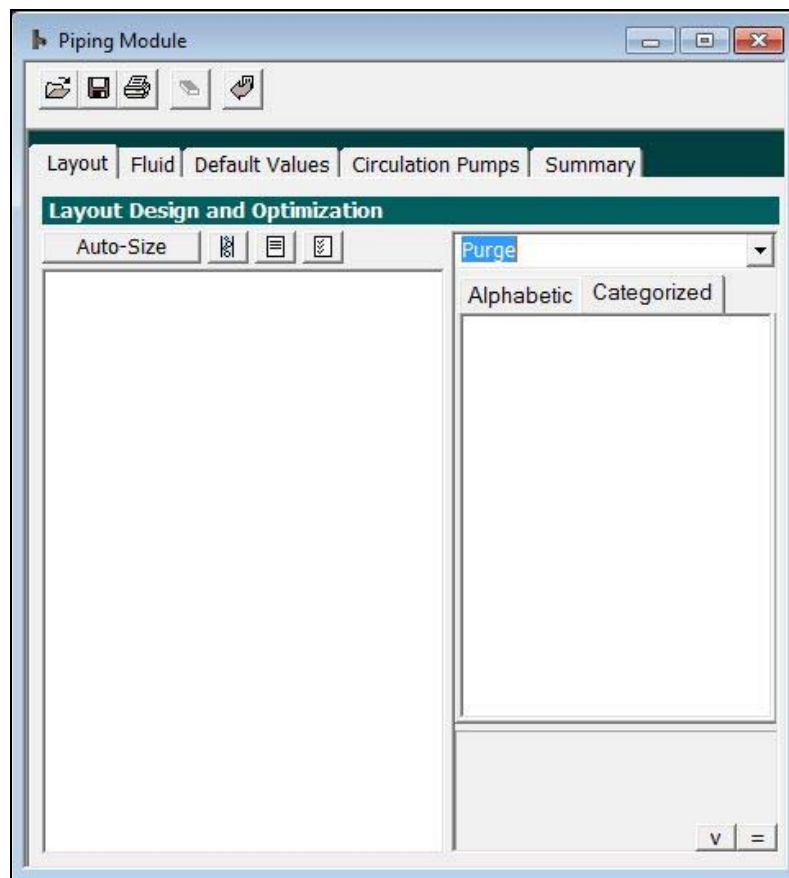 Piping Module
Layout Fluid Default Values Circulation Pumps Summary
Layout Design and Optimization
Auto-Size
Purge
Alphabetic Categorized
v =